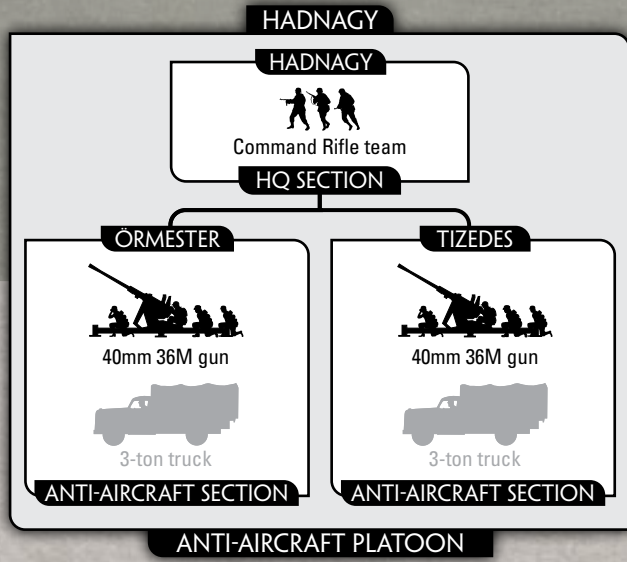 HADNAGY
HADNAGY
Command Rifle team
HQ SECTION
ÖRMESTER
40mm 36M gun
3-ton truck
ANTI-AIRCRAFT SECTION
TIZEDES
40mm 36M gun
3-ton truck
ANTI-AIRCRAFT SECTION
ANTI-AIRCRAFT PLATOON